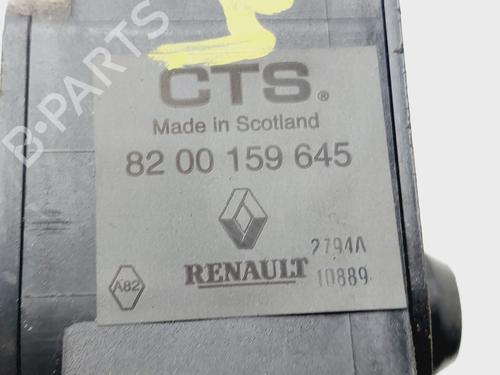 CTS®
Made in Scotland
82 00 159 645
2794A
RENAULT 10889
A82
B-PARTS